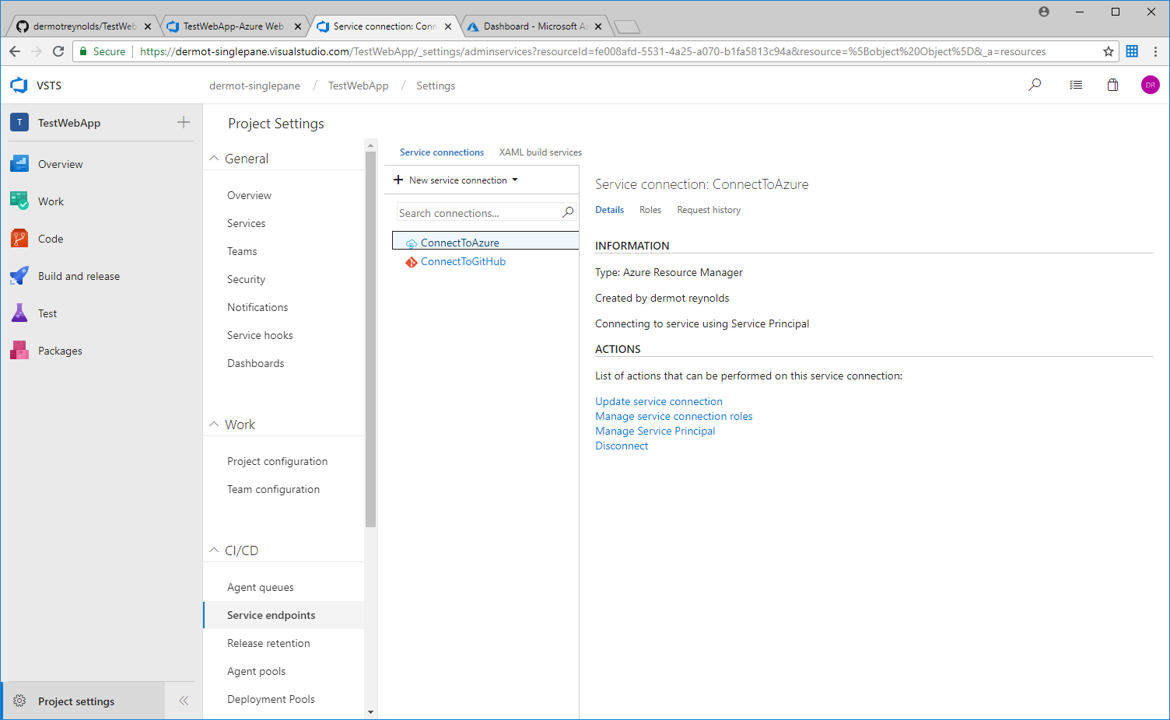 dermotreynolds/TestWeb
TestWebApp-Azure Web
Service connection: Conn
Dashboard - Microsoft A
Secure
https://dermot-singlepane.visualstudio.com/TestWebApp/_settings/adminservices?resourceId=fe008afd-5531-4a25-a070-b1fa5813c94a&resource=%5Bobject%20Object%5D&_a=resources
VSTS
dermot-singlepane / TestWebApp / Settings
DR
T TestWebApp
Overview
Work
Code
Build and release
Test
Packages
Project settings
Project Settings
General
Overview
Services
Teams
Security
Notifications
Service hooks
Dashboards
Work
Project configuration
Team configuration
CI/CD
Agent queues
Service endpoints
Release retention
Agent pools
Deployment Pools
Service connections XAML build services
New service connection
Search connections...
ConnectToAzure
ConnectToGitHub
Service connection: ConnectToAzure
Details Roles Request history
INFORMATION
Type: Azure Resource Manager
Created by dermot reynolds
Connecting to service using Service Principal
ACTIONS
List of actions that can be performed on this service connection:
Update service connection
Manage service connection roles
Manage Service Principal
Disconnect